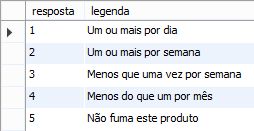 resposta legenda
1 Um ou mais por dia
2 Um ou mais por semana
3 Menos que uma vez por semana
4 Menos do que um por mês
5 Não fuma este produto